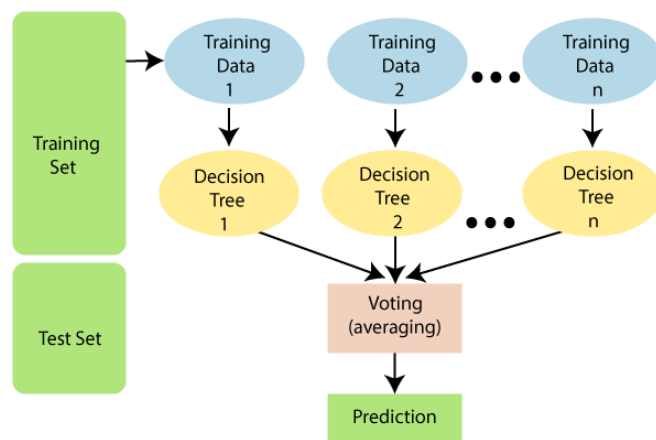 Training
Set
Test Set
Training
Data
1
Training
Data
2
Training
Data
n
Decision
Tree
1
Decision
Tree
2
Decision
Tree
n
Voting
(averaging)
Prediction